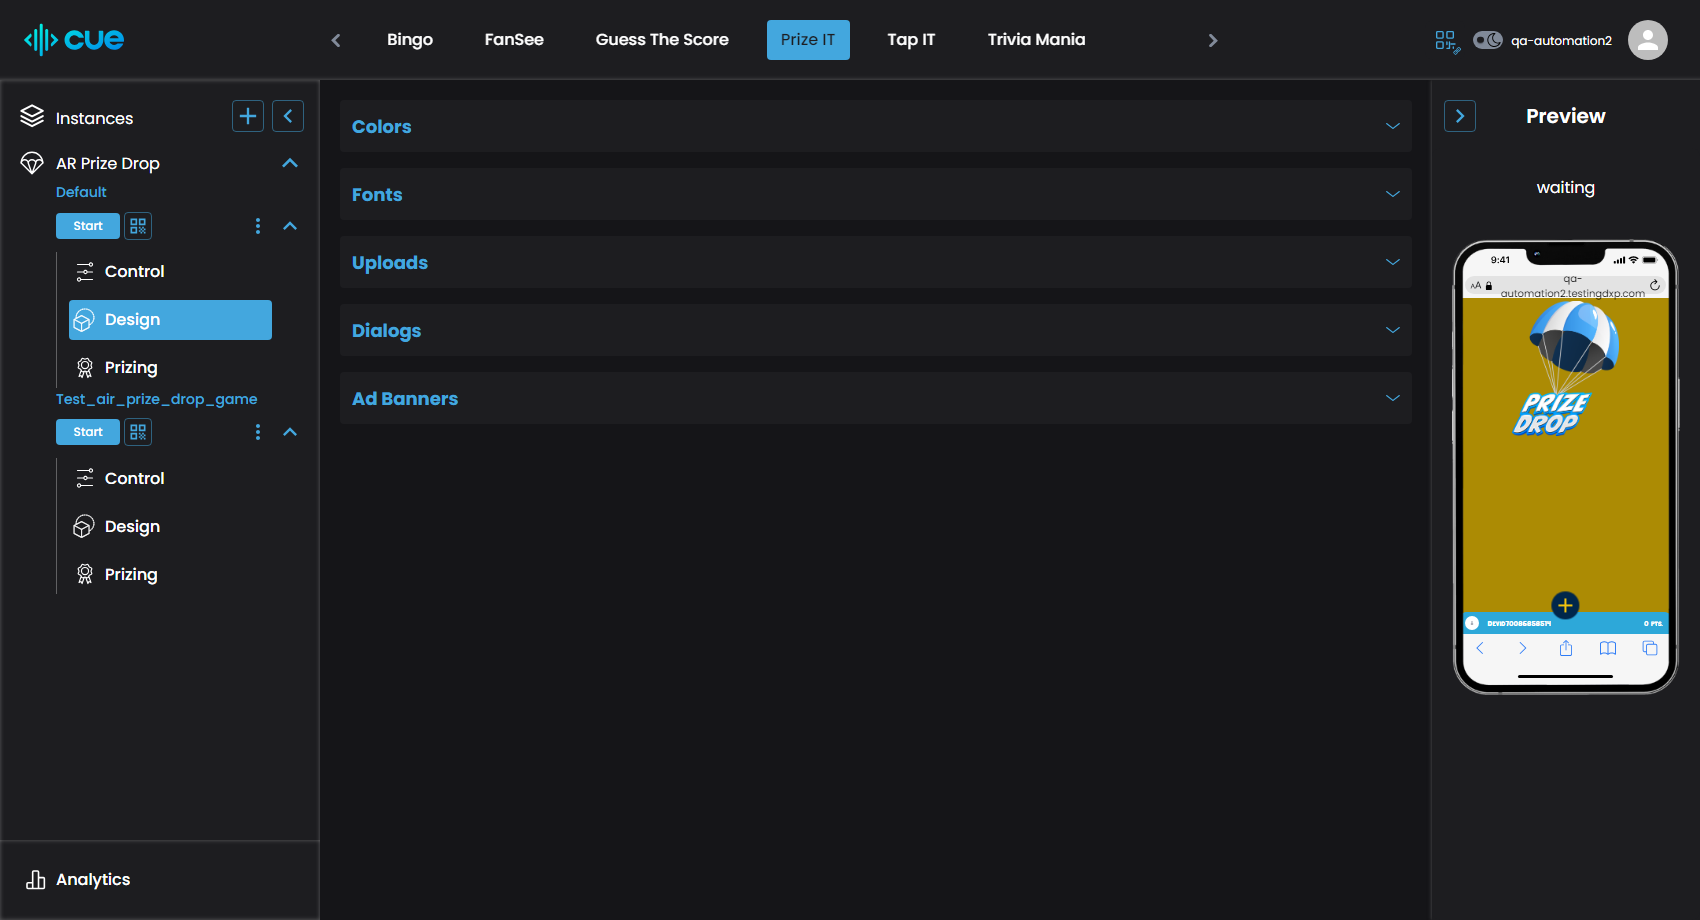 cue
Bingo
FanSee
Guess The Score
Prize IT
Tap IT
Trivia Mania
qa-automation2
Instances
AR Prize Drop
Default
Start
Control
Design
Prizing
Test_air_prize_drop_game
Start
Control
Design
Prizing
Analytics
Colors
Fonts
Uploads
Dialogs
Ad Banners
Preview
waiting
9:41
AA
qa-
automation2.testingdxp.com
PRIZE
DROP
0 PTS.